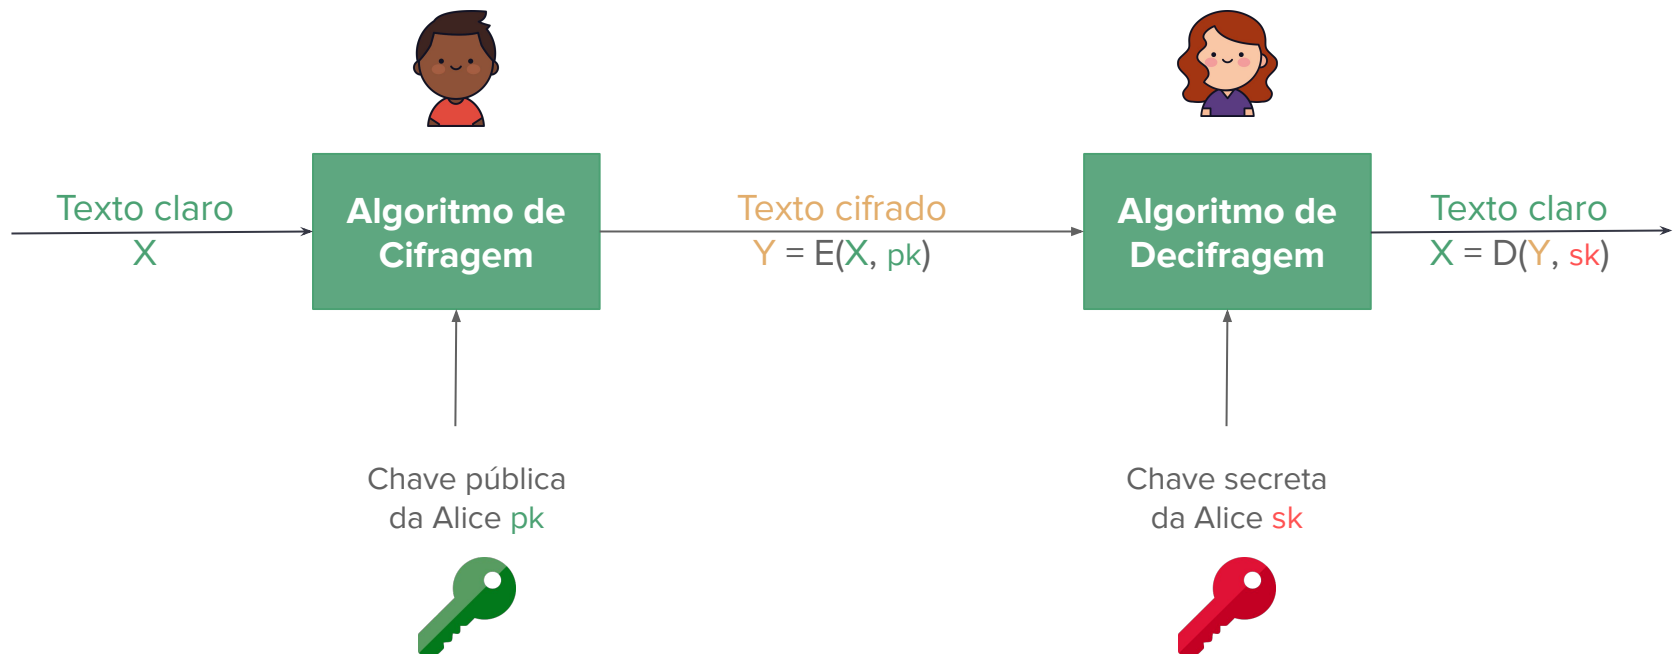 Texto claro
X
Algoritmo de
Cifragem
Texto cifrado
Y = E(X, pk)
Algoritmo de
Decifragem
Texto claro
X = D(Y, sk)
Chave pública
da Alice pk
Chave secreta
da Alice sk